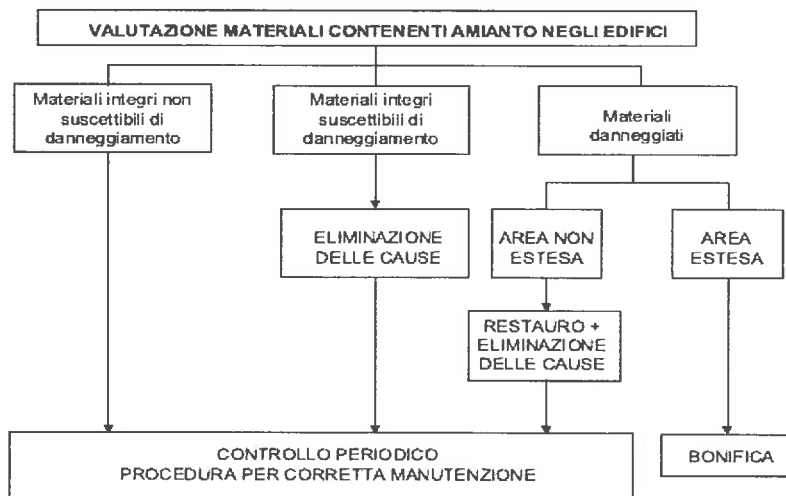 VALUTAZIONE MATERIALI CONTENENTI AMIANTO NEGLI EDIFICI
Materiali integri non
suscettibili di
danneggiamento
Materiali integri
suscettibili di
danneggiamento
Materiali
danneggiati
ELIMINAZIONE
DELLE CAUSE
AREA NON
ESTESA
AREA
ESTESA
RESTAURO +
ELIMINAZIONE
DELLE CAUSE
CONTROLLO PERIODICO
PROCEDURA PER CORRETTA MANUTENZIONE
BONIFICA